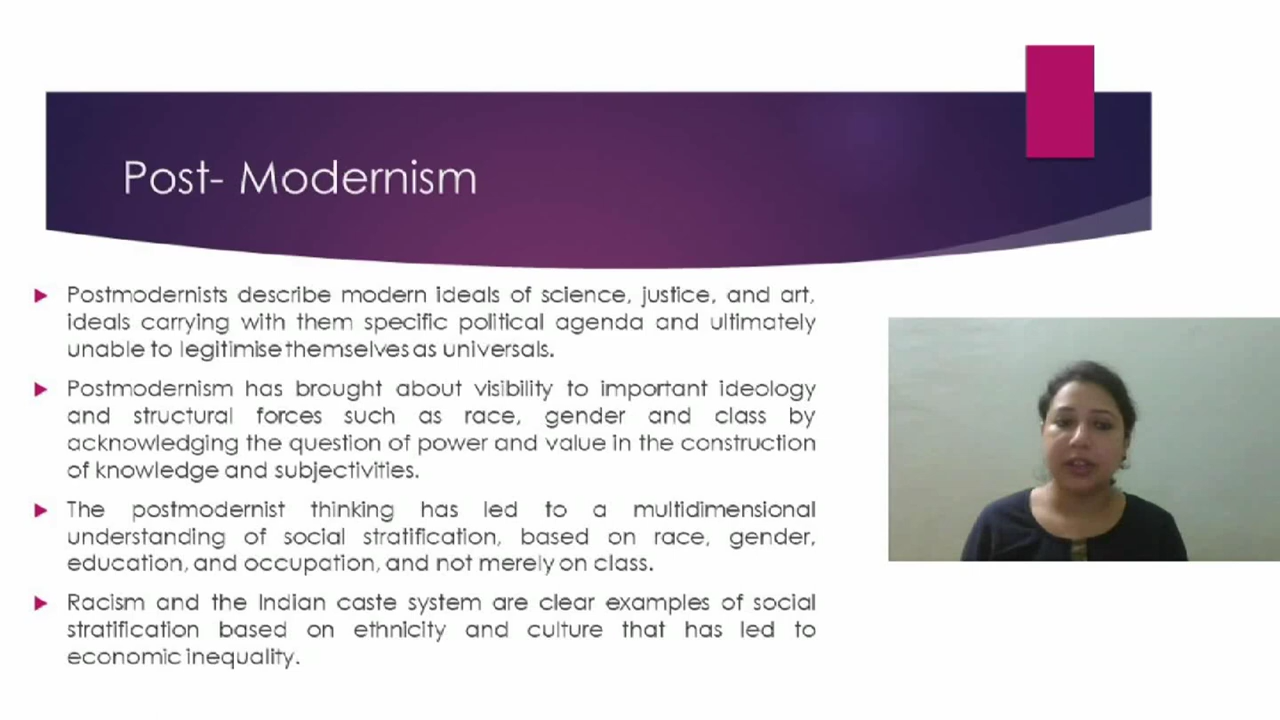 Post- Modernism
Postmodernists describe modern ideals of science, justice, and art,
ideals carrying with them specific political agenda and ultimately
unable to legitimise themselves as universals.
Postmodernism has brought about visibility to important ideology
and structural forces such as race, gender and class by
acknowledging the question of power and value in the construction
of knowledge and subjectivities.
The postmodernist thinking has led to a multidimensional
understanding of social stratification, based on race, gender,
education, and occupation, and not merely on class.
Racism and the Indian caste system are clear examples of social
stratification based on ethnicity and culture that has led to
economic inequality.